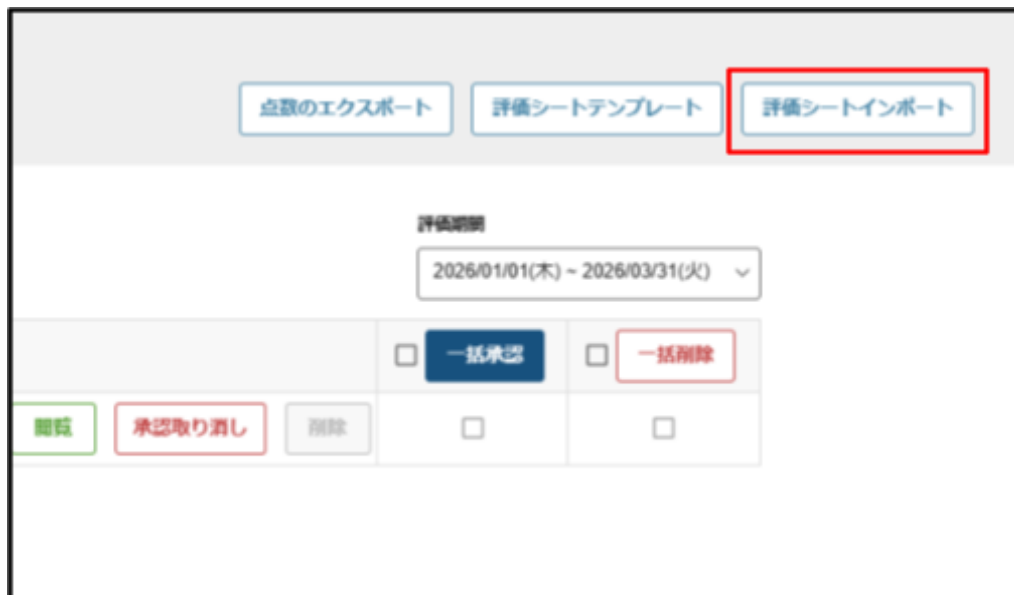 点数のエクスポート 評価シートテンプレート 評価シートインポート
評価期間
2026/01/01(木) ~ 2026/03/31(火)
一括承認 一括削除
閲覧 承認取り消し 削除